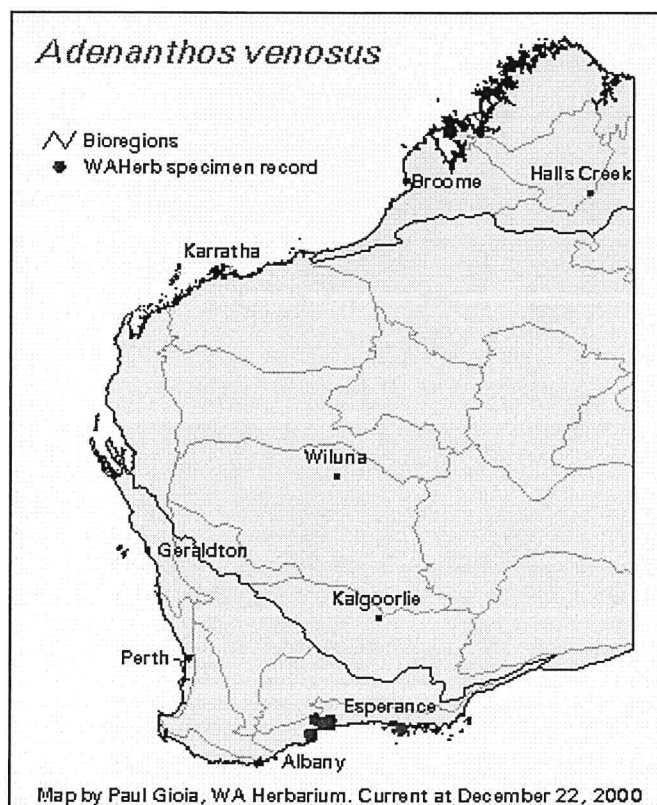 Adenanthos venosus
Bioregions
WAHerb specimen record
Broome
Halls Creek
Karratha
Wiluna
Geraldton
Kalgoorlie
Perth
Esperance
Albany
Map by Paul Gioia, WA Herbarium. Current at December 22, 2000